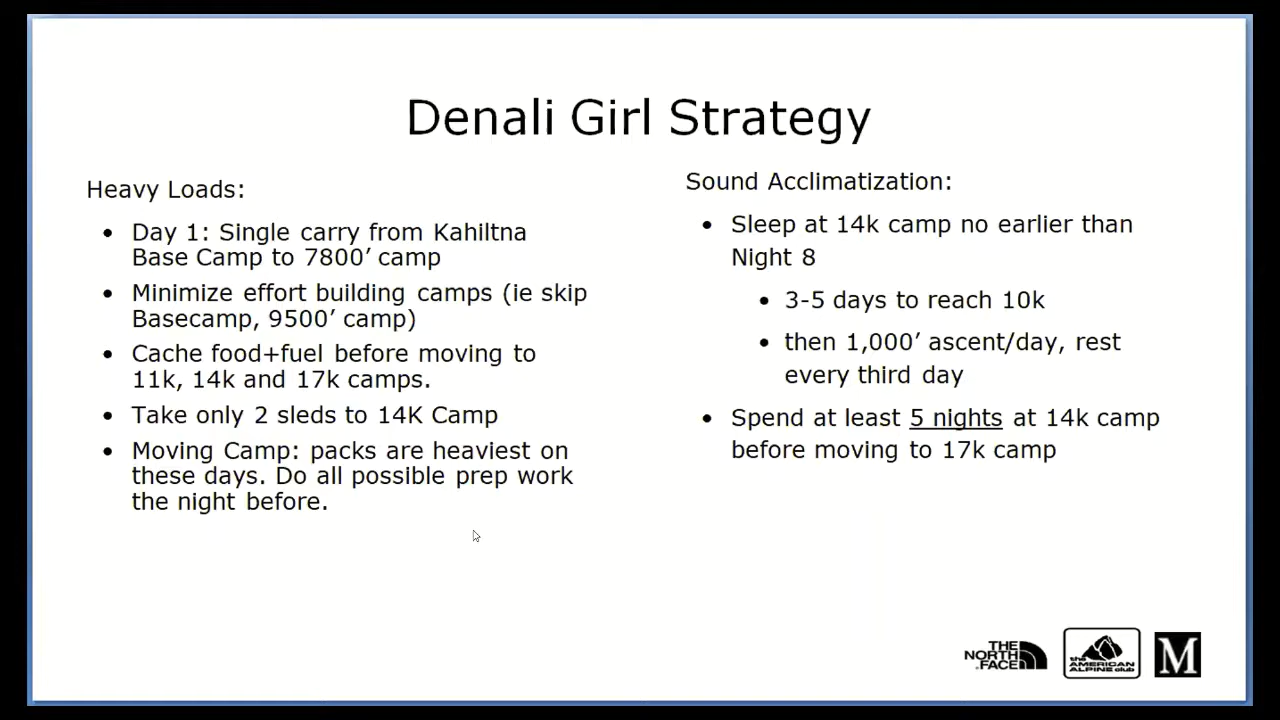 Denali Girl Strategy
Heavy Loads:
• Day 1: Single carry from Kahiltna
Base Camp to 7800’ camp
• Minimize effort building camps (ie skip
Basecamp, 9500’ camp)
• Cache food+fuel before moving to
11k, 14k and 17k camps.
• Take only 2 sleds to 14K Camp
• Moving Camp: packs are heaviest on
these days. Do all possible prep work
the night before.
Sound Acclimatization:
• Sleep at 14k camp no earlier than
Night 8
• 3-5 days to reach 10k
• then 1,000’ ascent/day, rest
every third day
• Spend at least 5 nights at 14k camp
before moving to 17k camp
THE
NORTH
FACE
the
AMERICAN
ALPINE club
M